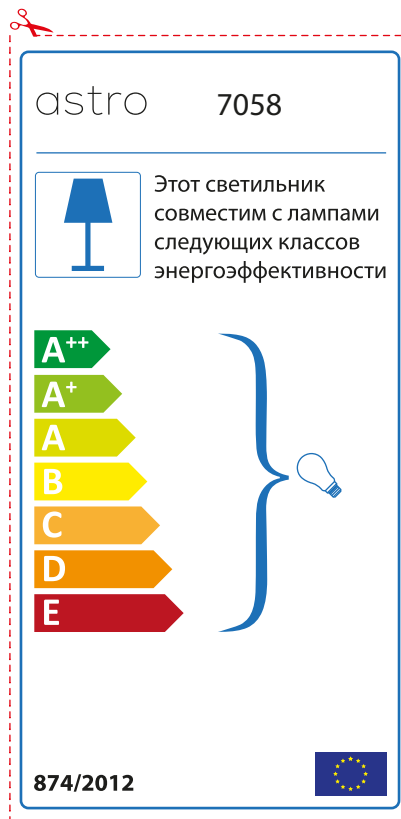 astro 7058
Этот светильник
совместим с лампами
следующих классов
энергоэффективности
A++
A+
A
B
C
D
E
874/2012